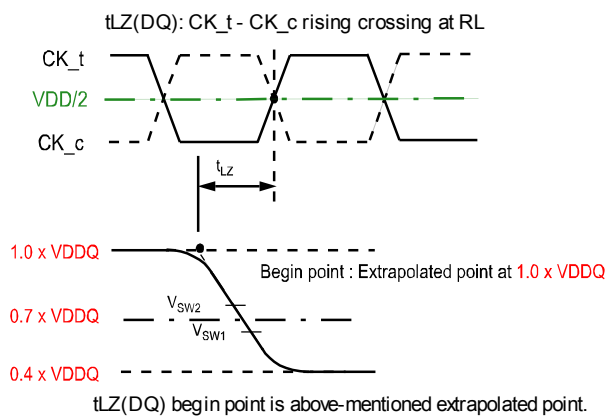 tLZ(DQ): CK_t - CK_c rising crossing at RL
CK_t
VDD/2
CK_c
tLZ
1.0 x VDDQ
Begin point : Extrapolated point at 1.0 x VDDQ
VSW2
0.7 x VDDQ
VSW1
0.4 x VDDQ
tLZ(DQ) begin point is above-mentioned extrapolated point.